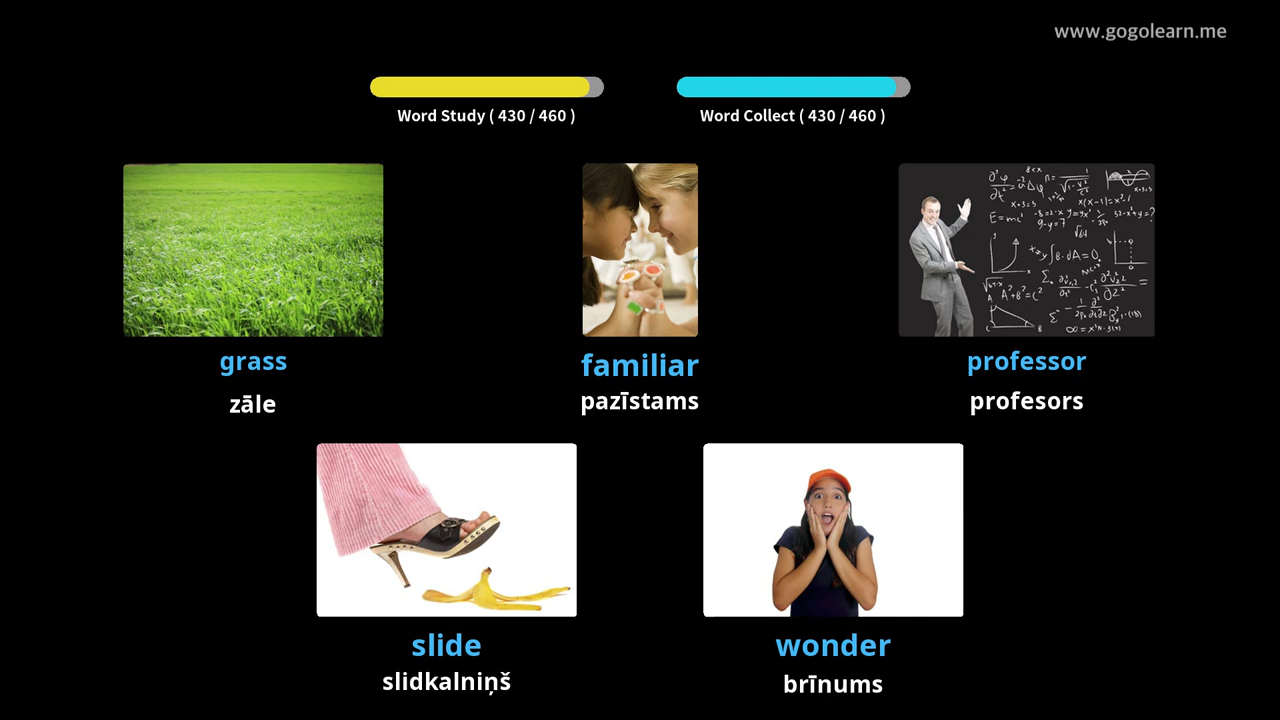 www.gogolearn.me
Word Study ( 430 / 460 )
Word Collect ( 430 / 460 )
grass
zāle
familiar
pazīstams
professor
profesors
slide
slidkalniņš
wonder
brīnums